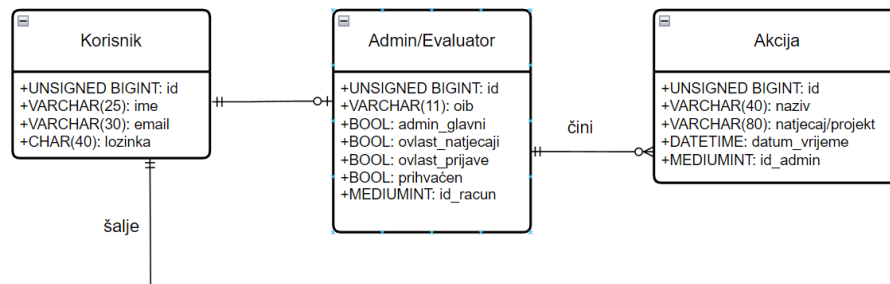 Korisnik
+UNSIGNED BIGINT: id
+VARCHAR(25): ime
+VARCHAR(30): email
+CHAR(40): lozinka
šalje
Admin/Evaluator
+UNSIGNED BIGINT: id
+VARCHAR(11): oib
+BOOL: admin_glavni
+BOOL: ovlast_natjecaji
+BOOL: ovlast_prijave
+BOOL: prihvaćen
+MEDIUMINT: id_racun
čini
Akcija
+UNSIGNED BIGINT: id
+VARCHAR(40): naziv
+VARCHAR(80): natjecaj/projekt
+DATETIME: datum_vrijeme
+MEDIUMINT: id_admin